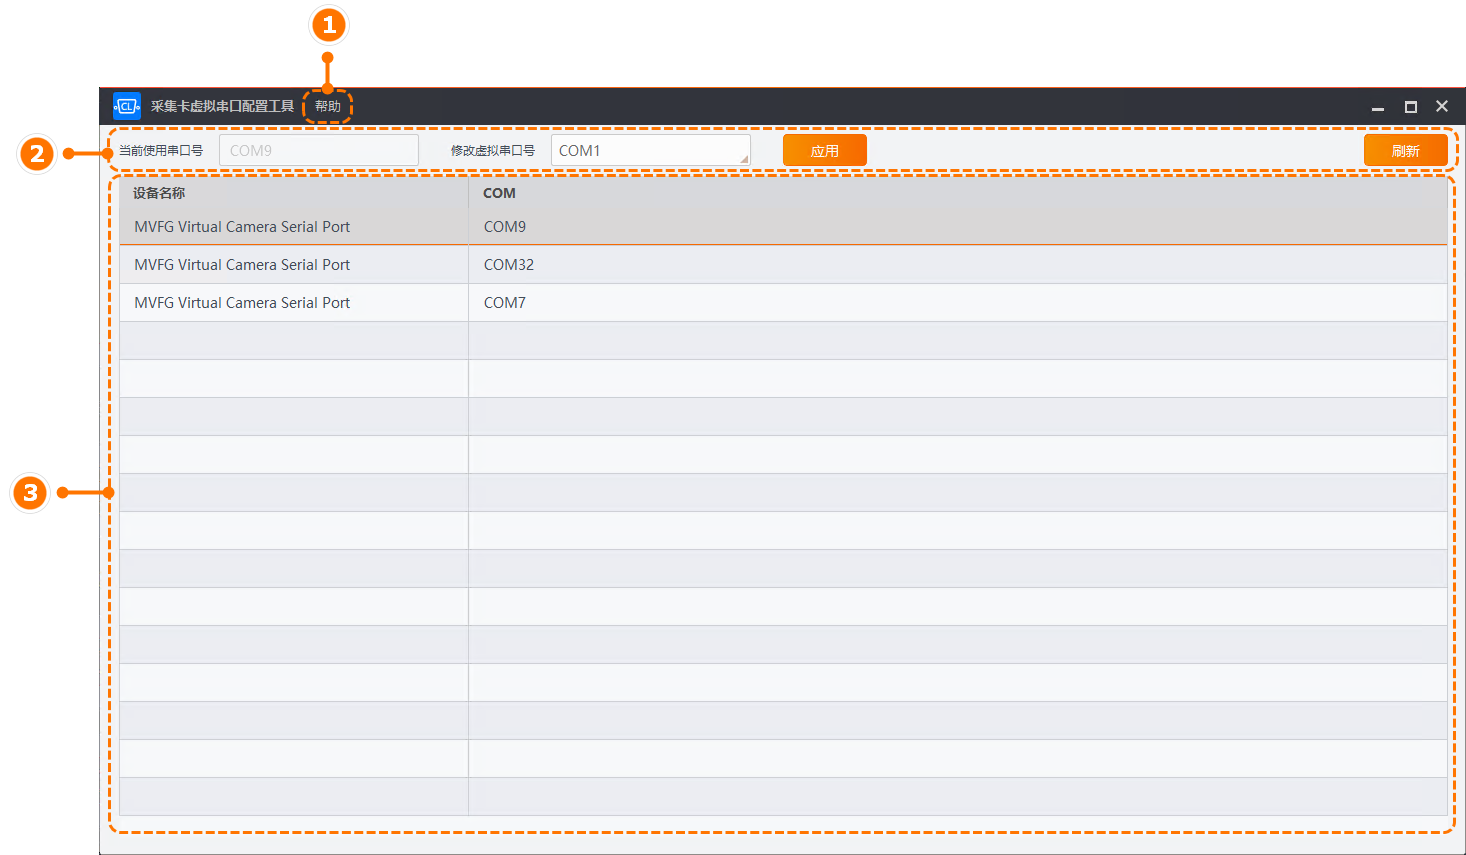 1
CL 采集卡虚拟串口配置工具 帮助
2
当前使用串口号 COM9 修改虚拟串口号 COM1 应用 刷新
设备名称 COM
MVFG Virtual Camera Serial Port COM9
MVFG Virtual Camera Serial Port COM32
MVFG Virtual Camera Serial Port COM7
3